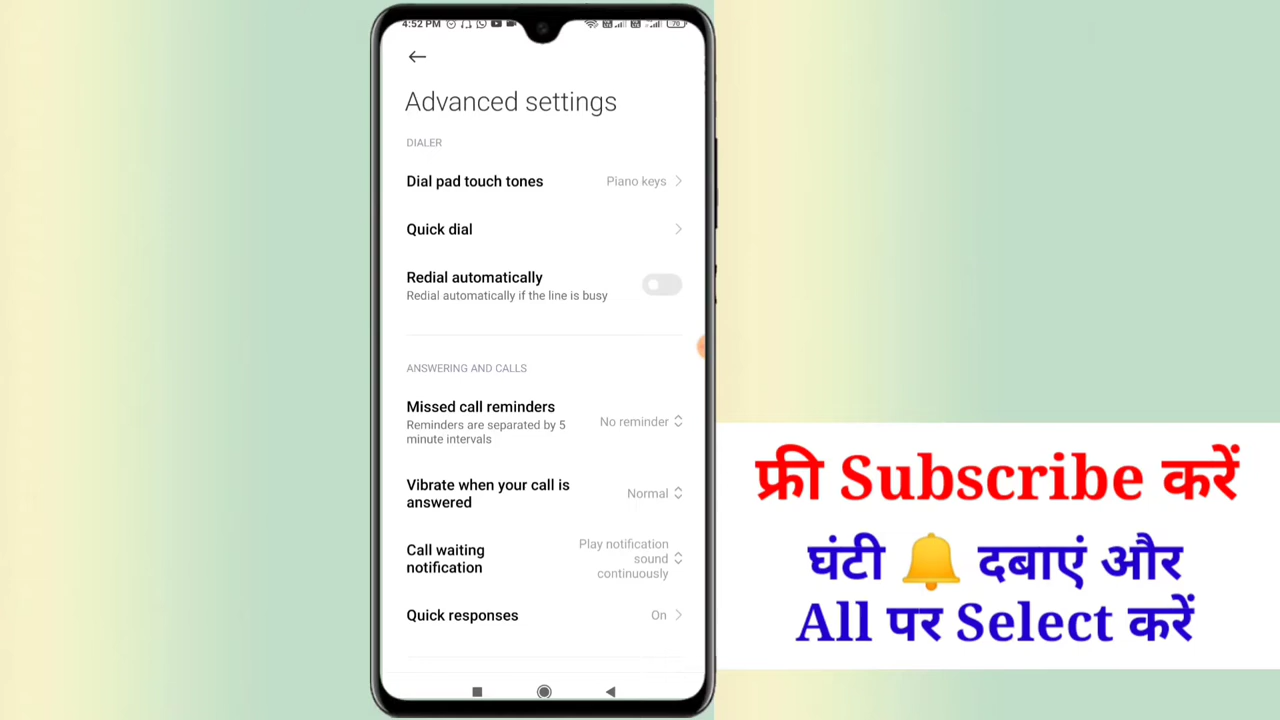 4:52 PM
70
Advanced settings
DIALER
Dial pad touch tones
Piano keys
Quick dial
Redial automatically
Redial automatically if the line is busy
ANSWERING AND CALLS
Missed call reminders
Reminders are separated by 5
minute intervals
No reminder
Vibrate when your call is
answered
Normal
Call waiting
notification
Play notification
sound
continuously
Quick responses
On
फ्री Subscribe करें
घंटी 🔔 दबाएं और
All पर Select करें